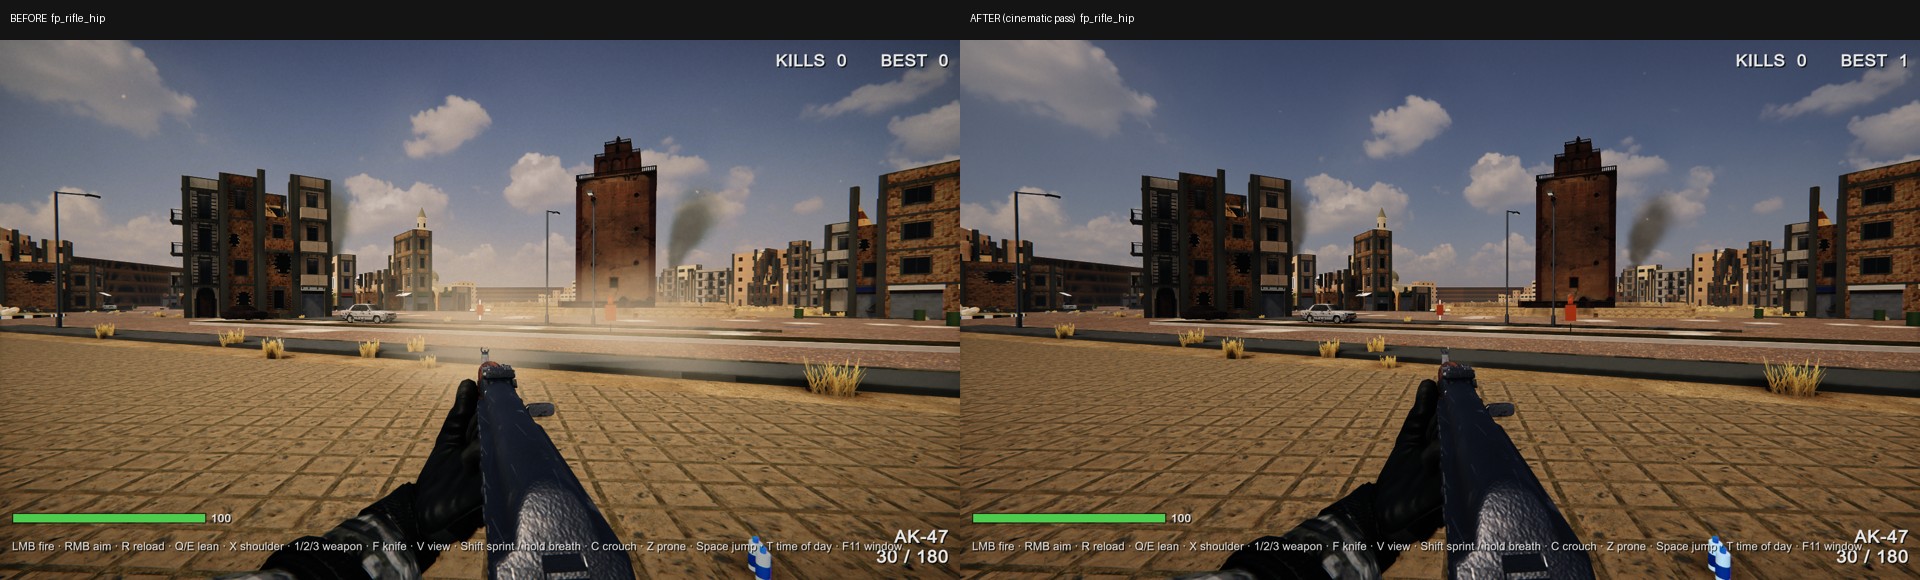 BEFORE fp_rifle_hip
AFTER (cinematic pass) fp_rifle_hip
KILLS 0 BEST 0
KILLS 0 BEST 1
100
AK-47
LMB fire · RMB aim · R reload · Q/E lean · X shoulder · 1/2/3 weapon · F knife · V view · Shift sprint / hold breath · C crouch · Z prone · Space jump · T time of day · F11 window
30 / 180
100
AK-47
LMB fire · RMB aim · R reload · Q/E lean · X shoulder · 1/2/3 weapon · F knife · V view · Shift sprint / hold breath · C crouch · Z prone · Space jump · T time of day · F11 window
30 / 180